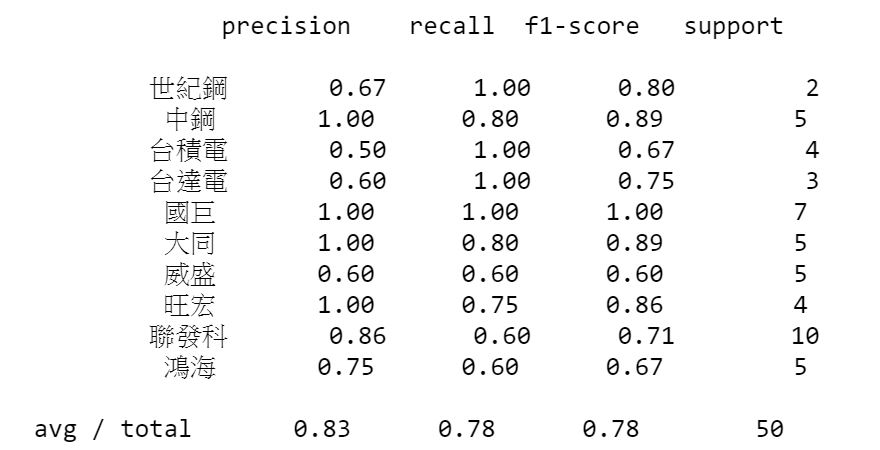 precision recall f1-score support
世紀鋼 0.67 1.00 0.80 2
中鋼 1.00 0.80 0.89 5
台積電 0.50 1.00 0.67 4
台達電 0.60 1.00 0.75 3
國巨 1.00 1.00 1.00 7
大同 1.00 0.80 0.89 5
威盛 0.60 0.60 0.60 5
旺宏 1.00 0.75 0.86 4
聯發科 0.86 0.60 0.71 10
鴻海 0.75 0.60 0.67 5
avg / total 0.83 0.78 0.78 50